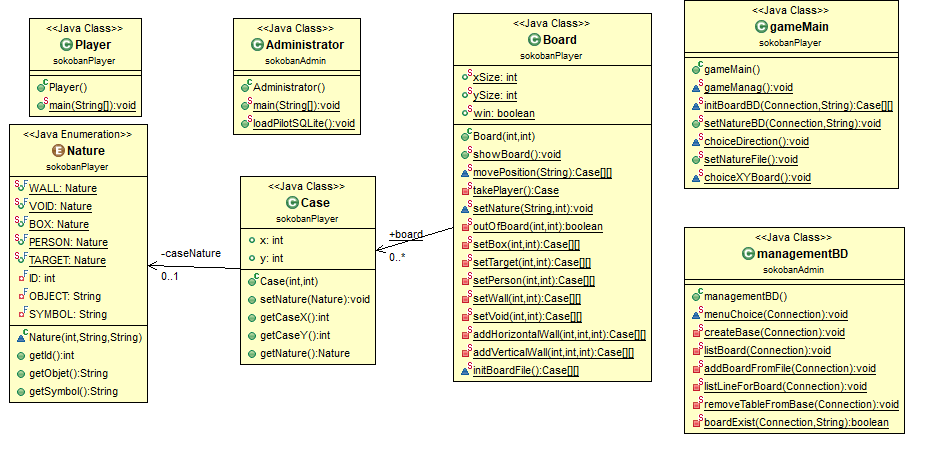 <<Java Class>>
Player
sokobanPlayer
Player()
main(String[]):void
<<Java Class>>
Administrator
sokobanAdmin
Administrator()
main(String[]):void
loadPilotSQLite():void
<<Java Class>>
Board
sokobanPlayer
xSize: int
ySize: int
win: boolean
Board(int,int)
showBoard():void
movePosition(String):Case[][]
takePlayer():Case
setNature(String,int):void
outOfBoard(int,int):boolean
setBox(int,int):Case[][]
setTarget(int,int):Case[][]
setPerson(int,int):Case[][]
setWall(int,int):Case[][]
setVoid(int,int):Case[][]
addHorizontalWall(int,int,int):Case[][]
addVerticalWall(int,int,int):Case[][]
initBoardFile():Case[][]
<<Java Class>>
gameMain
sokobanPlayer
gameMain()
gameManag():void
initBoardBD(Connection,String):Case[][]
setNatureBD(Connection,String):void
choiceDirection():void
setNatureFile():void
choiceXYBoard():void
<<Java Enumeration>>
Nature
sokobanPlayer
WALL: Nature
VOID: Nature
BOX: Nature
PERSON: Nature
TARGET: Nature
ID: int
OBJECT: String
SYMBOL: String
Nature(int,String,String)
getId():int
getObjet():String
getSymbol():String
-caseNature
0..1
<<Java Class>>
Case
sokobanPlayer
x: int
y: int
Case(int,int)
setNature(Nature):void
getCaseX():int
getCaseY():int
getNature():Nature
+board
0..*
<<Java Class>>
managementBD
sokobanAdmin
managementBD()
menuChoice(Connection):void
createBase(Connection):void
listBoard(Connection):void
addBoardFromFile(Connection):void
listLineForBoard(Connection):void
removeTableFromBase(Connection):void
boardExist(Connection,String):boolean